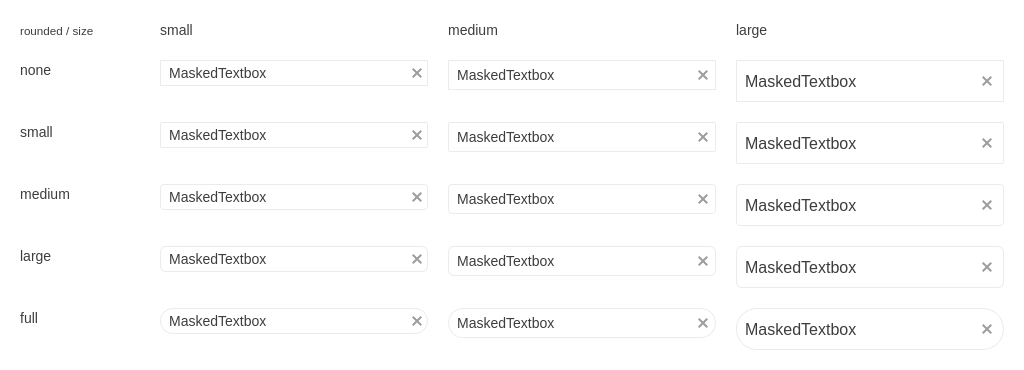 rounded / size small medium large
none MaskedTextbox MaskedTextbox MaskedTextbox
small MaskedTextbox MaskedTextbox MaskedTextbox
medium MaskedTextbox MaskedTextbox MaskedTextbox
large MaskedTextbox MaskedTextbox MaskedTextbox
full MaskedTextbox MaskedTextbox MaskedTextbox